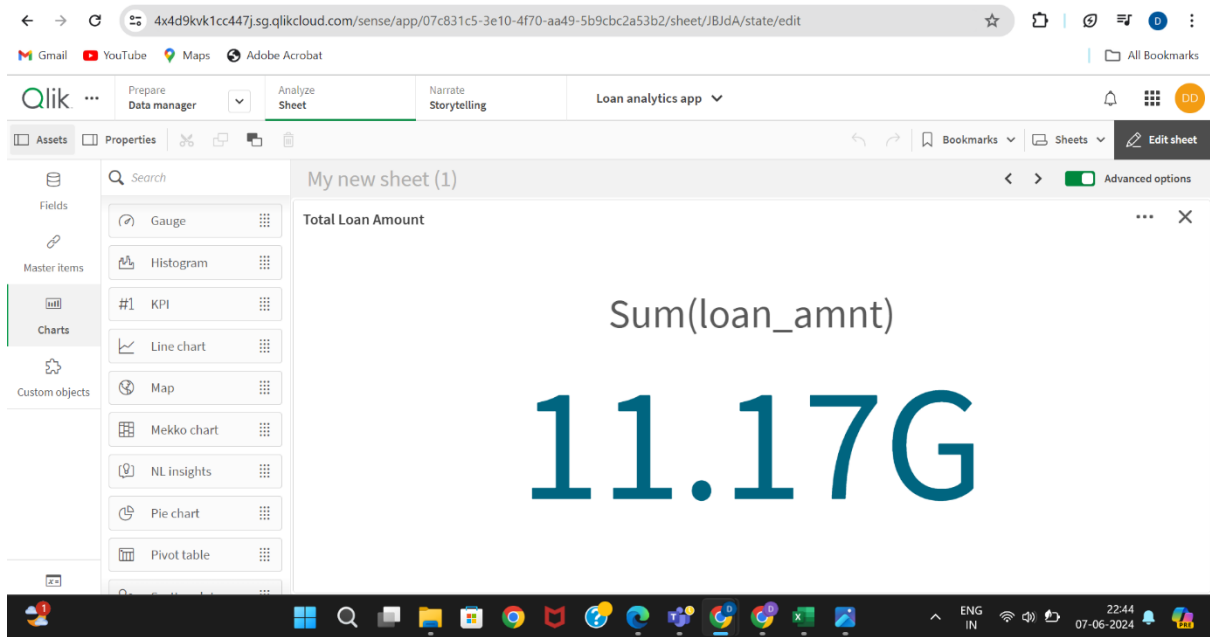 4x4d9kvk1cc447j.sg.qlikcloud.com/sense/app/07c831c5-3e10-4f70-aa49-5b9cbc2a53b2/sheet/JBJdA/state/edit
D
Gmail YouTube Maps Adobe Acrobat All Bookmarks
Qlik
Prepare
Data manager
Analyze
Sheet
Narrate
Storytelling
Loan analytics app
DD
Assets Properties Bookmarks Sheets Edit sheet
Fields
Master items
Charts
Custom objects
Search
Gauge
Histogram
#1 KPI
Line chart
Map
Mekko chart
NL insights
Pie chart
Pivot table
My new sheet (1)
Advanced options
Total Loan Amount
Sum(loan_amnt)
11.17G
1
ENG
IN
22:44
07-06-2024
PRE